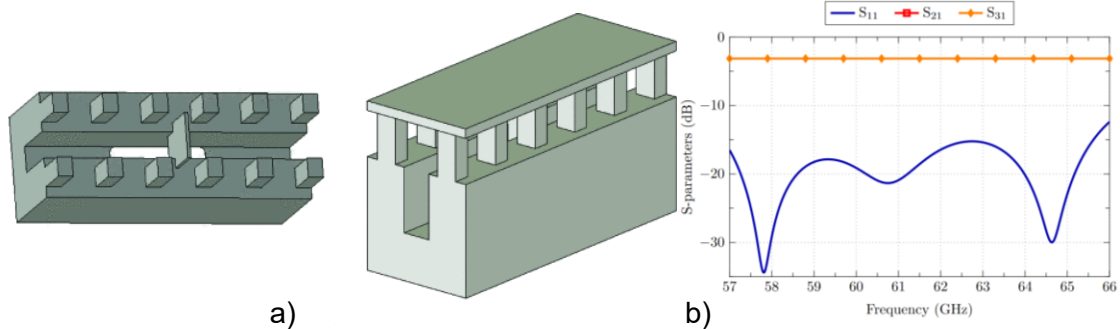 S₁₁ S₂₁ S₃₁
0
−10
−20
−30
S-parameters (dB)
57 58 59 60 61 62 63 64 65 66
Frequency (GHz)
a) b)